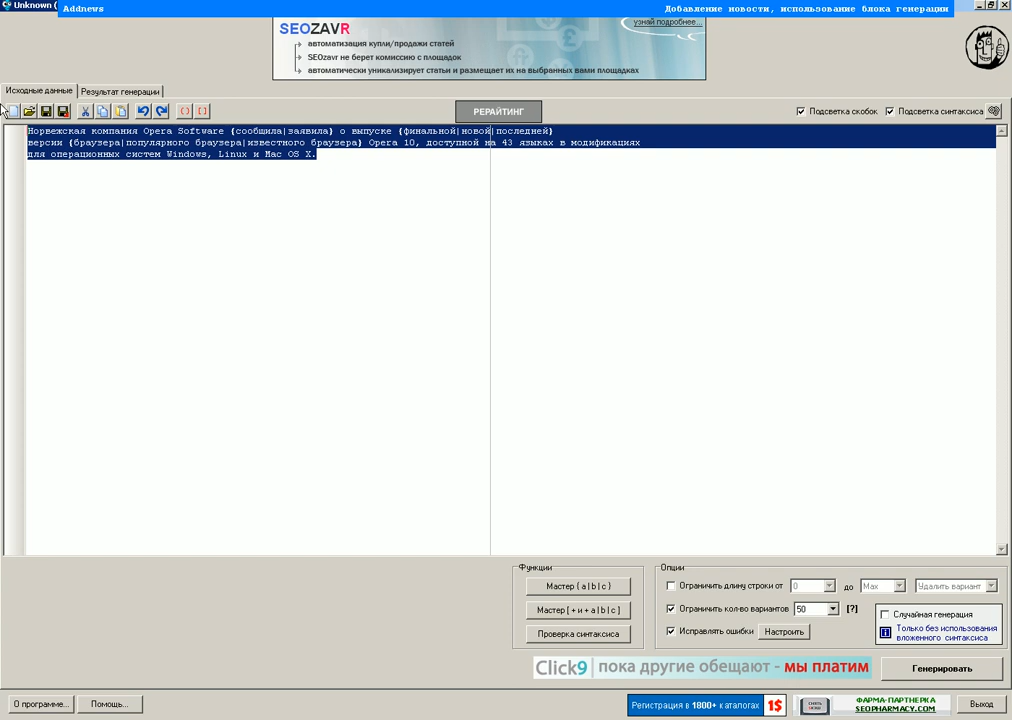 Unknown (
Addnews
Добавление новости, использование блока генерации
SEOZAVR
узнай подробнее...
автоматизация купли/продажи статей
SEOzavr не берет комиссию с площадок
автоматически уникализирует статьи и размещает их на выбранных вами площадках
Исходные данные
Результат генерации
РЕРАЙТИНГ
Подсветка скобок
Подсветка синтаксиса
Норвежская компания Opera Software {сообщила|заявила} о выпуске {финальной|новой|последней}
версии {браузера|популярного браузера|известного браузера} Opera 10, доступной на 43 языках в модификациях
для операционных систем Windows, Linux и Mac OS X.
Функции
Мастер { a | b | c }
Мастер [ + и + a | b | c ]
Проверка синтаксиса
Опции
Ограничить длину строки от
0
до
Max
Удалить вариант
Ограничить кол-во вариантов
50
[?]
Исправлять ошибки
Настроить
Случайная генерация
Только без использования
вложенного синтаксиса
Click9 | пока другие обещают - мы платим
Генерировать
О программе...
Помощь...
Регистрация в 1800+ каталогах
1$
ФАРМА-ПАРТНЕРКА
SEOPHARMACY.COM
Выход